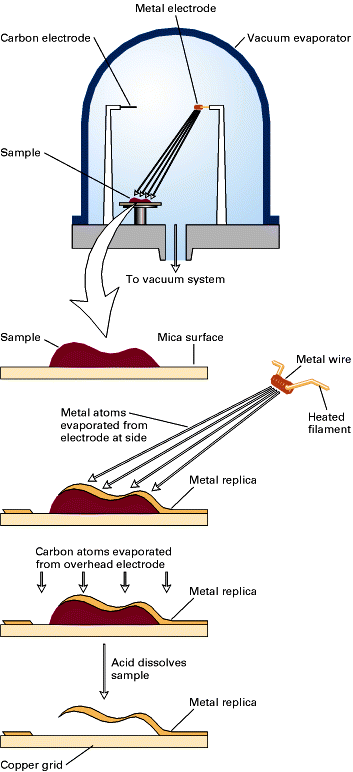 Metal electrode
Carbon electrode
Vacuum evaporator
Sample
To vacuum system
Sample
Mica surface
Metal wire
Metal atoms
evaporated from
electrode at side
Heated
filament
Metal replica
Carbon atoms evaporated
from overhead electrode
Metal replica
Acid dissolves
sample
Metal replica
Copper grid